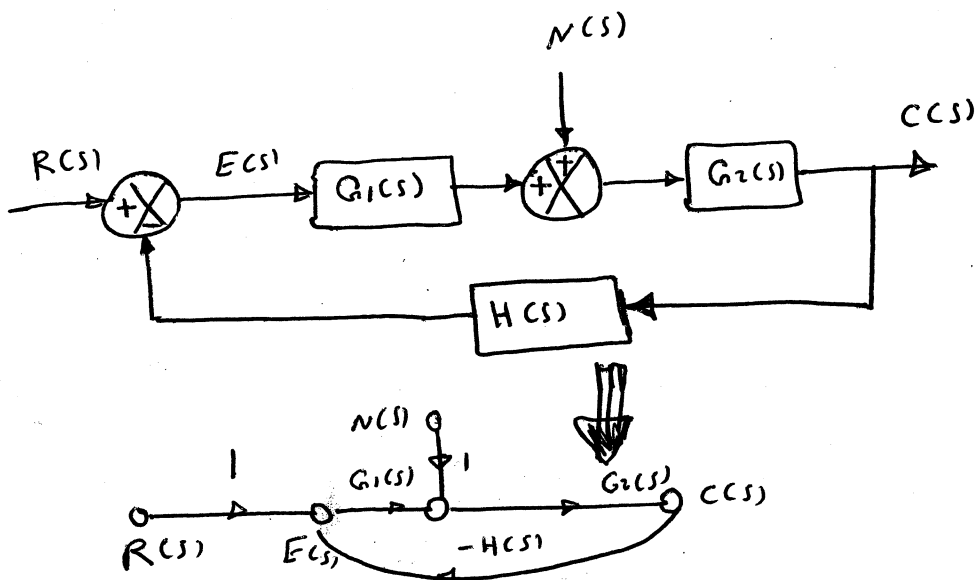 N(S)
C(S)
R(S) E(S) G1(S) + + G2(S)
+ -
H(S)
N(S)
1 G1(S) 1 G2(S) C(S)
R(S) E(S) -H(S)